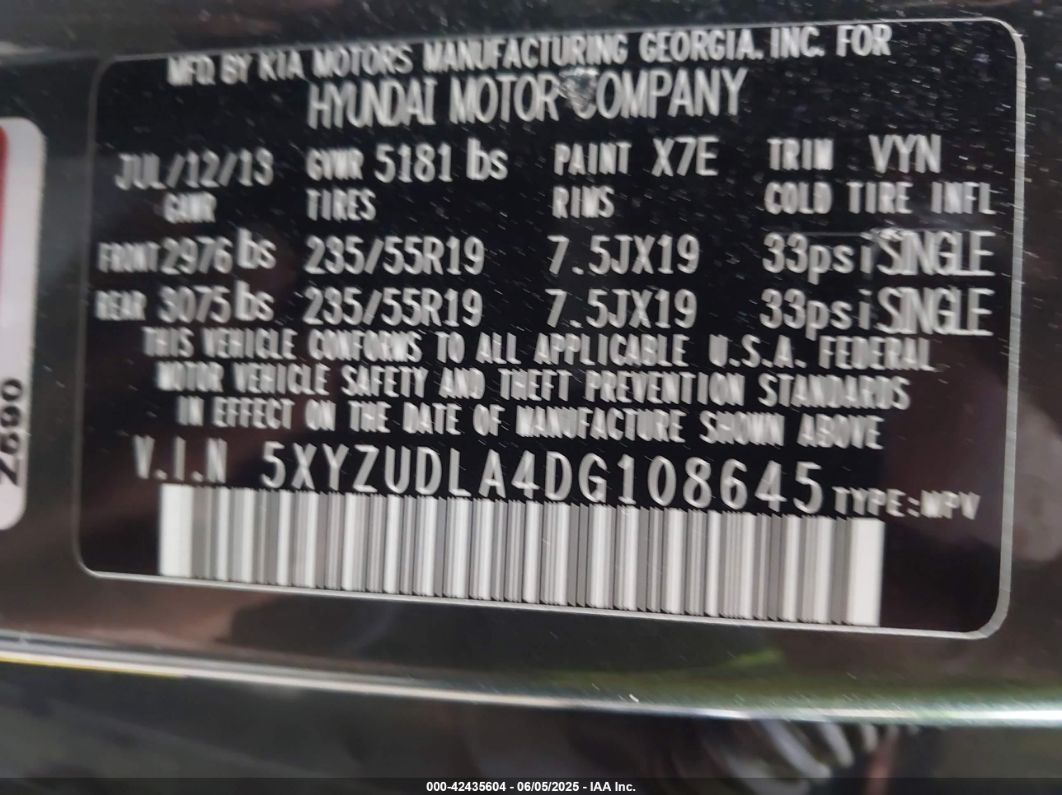 MFD. BY KIA MOTORS MANUFACTURING GEORGIA. INC. FOR
HYUNDAI MOTOR COMPANY
JUL/12/13 GVWR 5181 lbs PAINT X7E TRIM VYN
GAWR TIRES RIMS COLD TIRE INFL
FRONT 2976 lbs 235/55R19 7.5JX19 33psi SINGLE
REAR 3075 lbs 235/55R19 7.5JX19 33psi SINGLE
THIS VEHICLE CONFORMS TO ALL APPLICABLE U.S.A. FEDERAL
MOTOR VEHICLE SAFETY AND THEFT PREVENTION STANDARDS
IN EFFECT ON THE DATE OF MANUFACTURE SHOWN ABOVE
V.I.N 5XYZUDLA4DG108645 TYPE:MPV
000-42435604 - 06/05/2025 - IAA Inc.